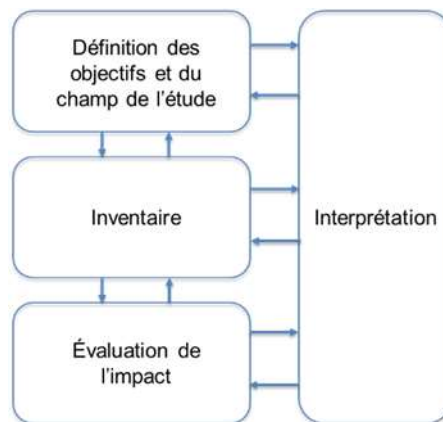 Définition des
objectifs et du
champ de l'étude
Inventaire
Interprétation
Évaluation de
l'impact